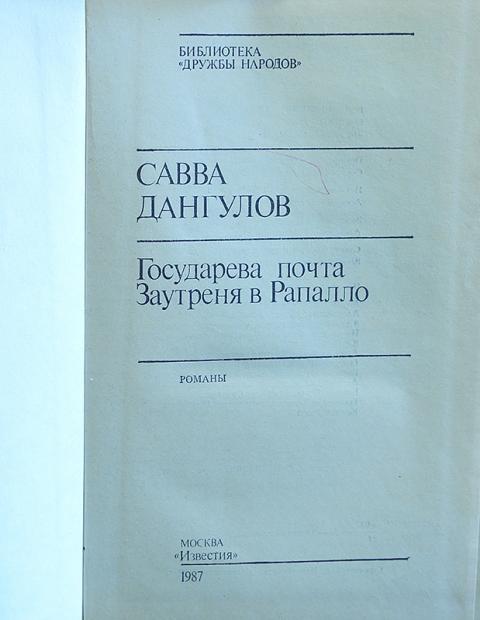 БИБЛИОТЕКА
«ДРУЖБЫ НАРОДОВ»
САВВА
ДАНГУЛОВ
Государева почта
Заутреня в Рапалло
РОМАНЫ
МОСКВА
«Известия»
1987